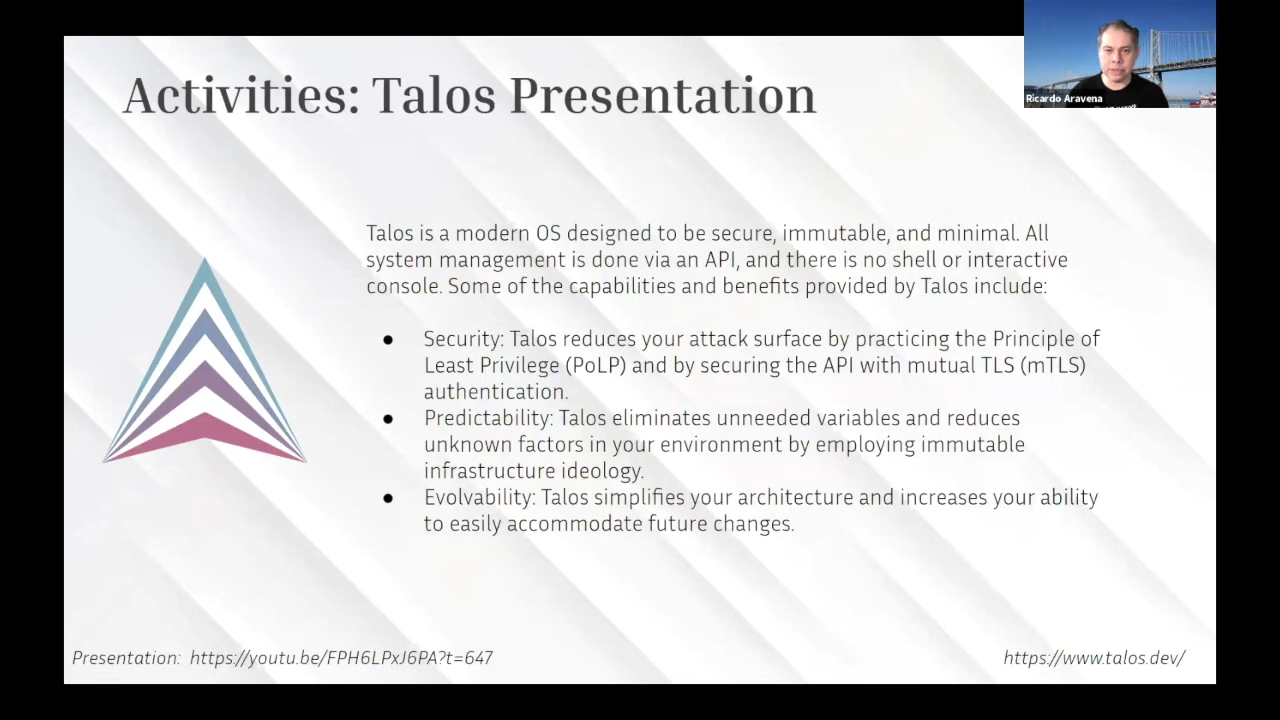 Activities: Talos Presentation
Ricardo Aravena
Talos is a modern OS designed to be secure, immutable, and minimal. All
system management is done via an API, and there is no shell or interactive
console. Some of the capabilities and benefits provided by Talos include:
● Security: Talos reduces your attack surface by practicing the Principle of
Least Privilege (PoLP) and by securing the API with mutual TLS (mTLS)
authentication.
● Predictability: Talos eliminates unneeded variables and reduces
unknown factors in your environment by employing immutable
infrastructure ideology.
● Evolvability: Talos simplifies your architecture and increases your ability
to easily accommodate future changes.
Presentation: https://youtu.be/FPH6LPxJ6PA?t=647
https://www.talos.dev/